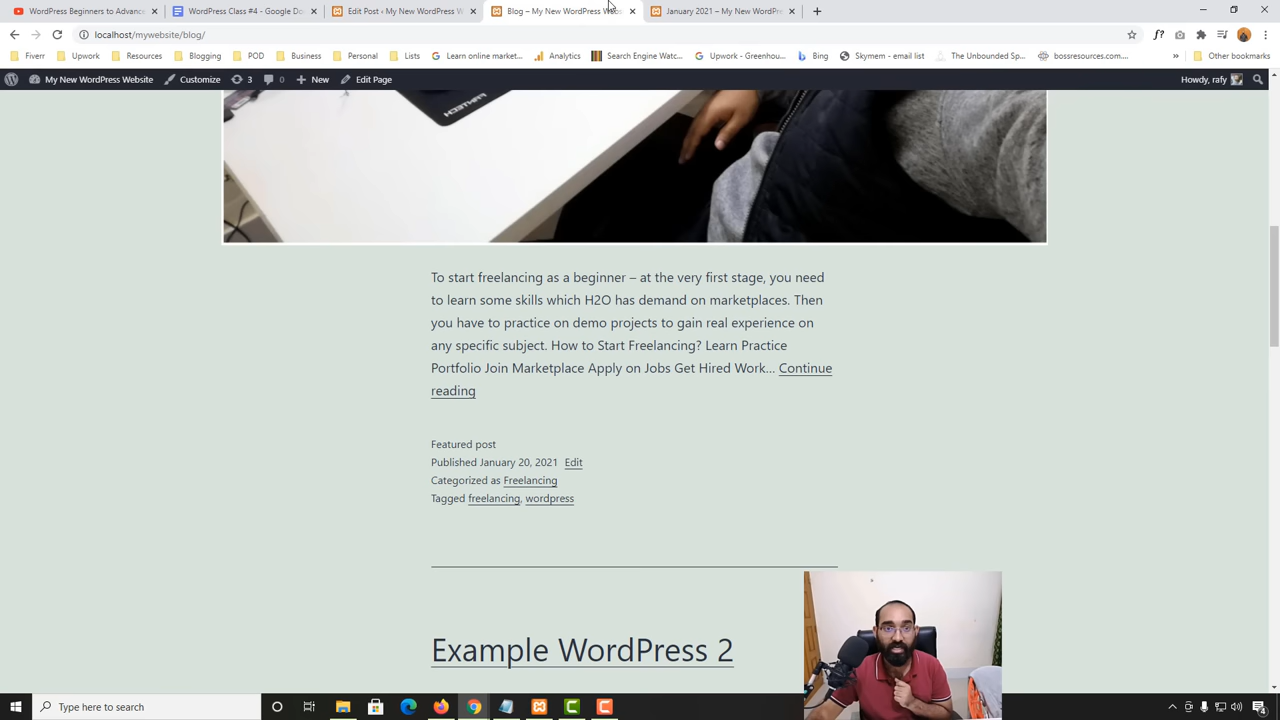 WordPress Beginners to Advanc
WordPress Class #4 - Google Do
Edit Post ‹ My New WordPress W
Blog – My New WordPress Web
January 2021 – My New WordPre
localhost/mywebsite/blog/
Fiverr
Upwork
Resources
Blogging
POD
Business
Personal
Lists
Learn online market...
Analytics
Search Engine Watc...
Upwork - Greenhou...
Bing
Skymem - email list
The Unbounded Sp...
bossresources.com...
»
Other bookmarks
My New WordPress Website
Customize
3
0
New
Edit Page
Howdy, rafy
To start freelancing as a beginner – at the very first stage, you need
to learn some skills which H2O has demand on marketplaces. Then
you have to practice on demo projects to gain real experience on
any specific subject. How to Start Freelancing? Learn Practice
Portfolio Join Marketplace Apply on Jobs Get Hired Work… Continue
reading
Featured post
Published January 20, 2021 Edit
Categorized as Freelancing
Tagged freelancing, wordpress
Example WordPress 2
Type here to search